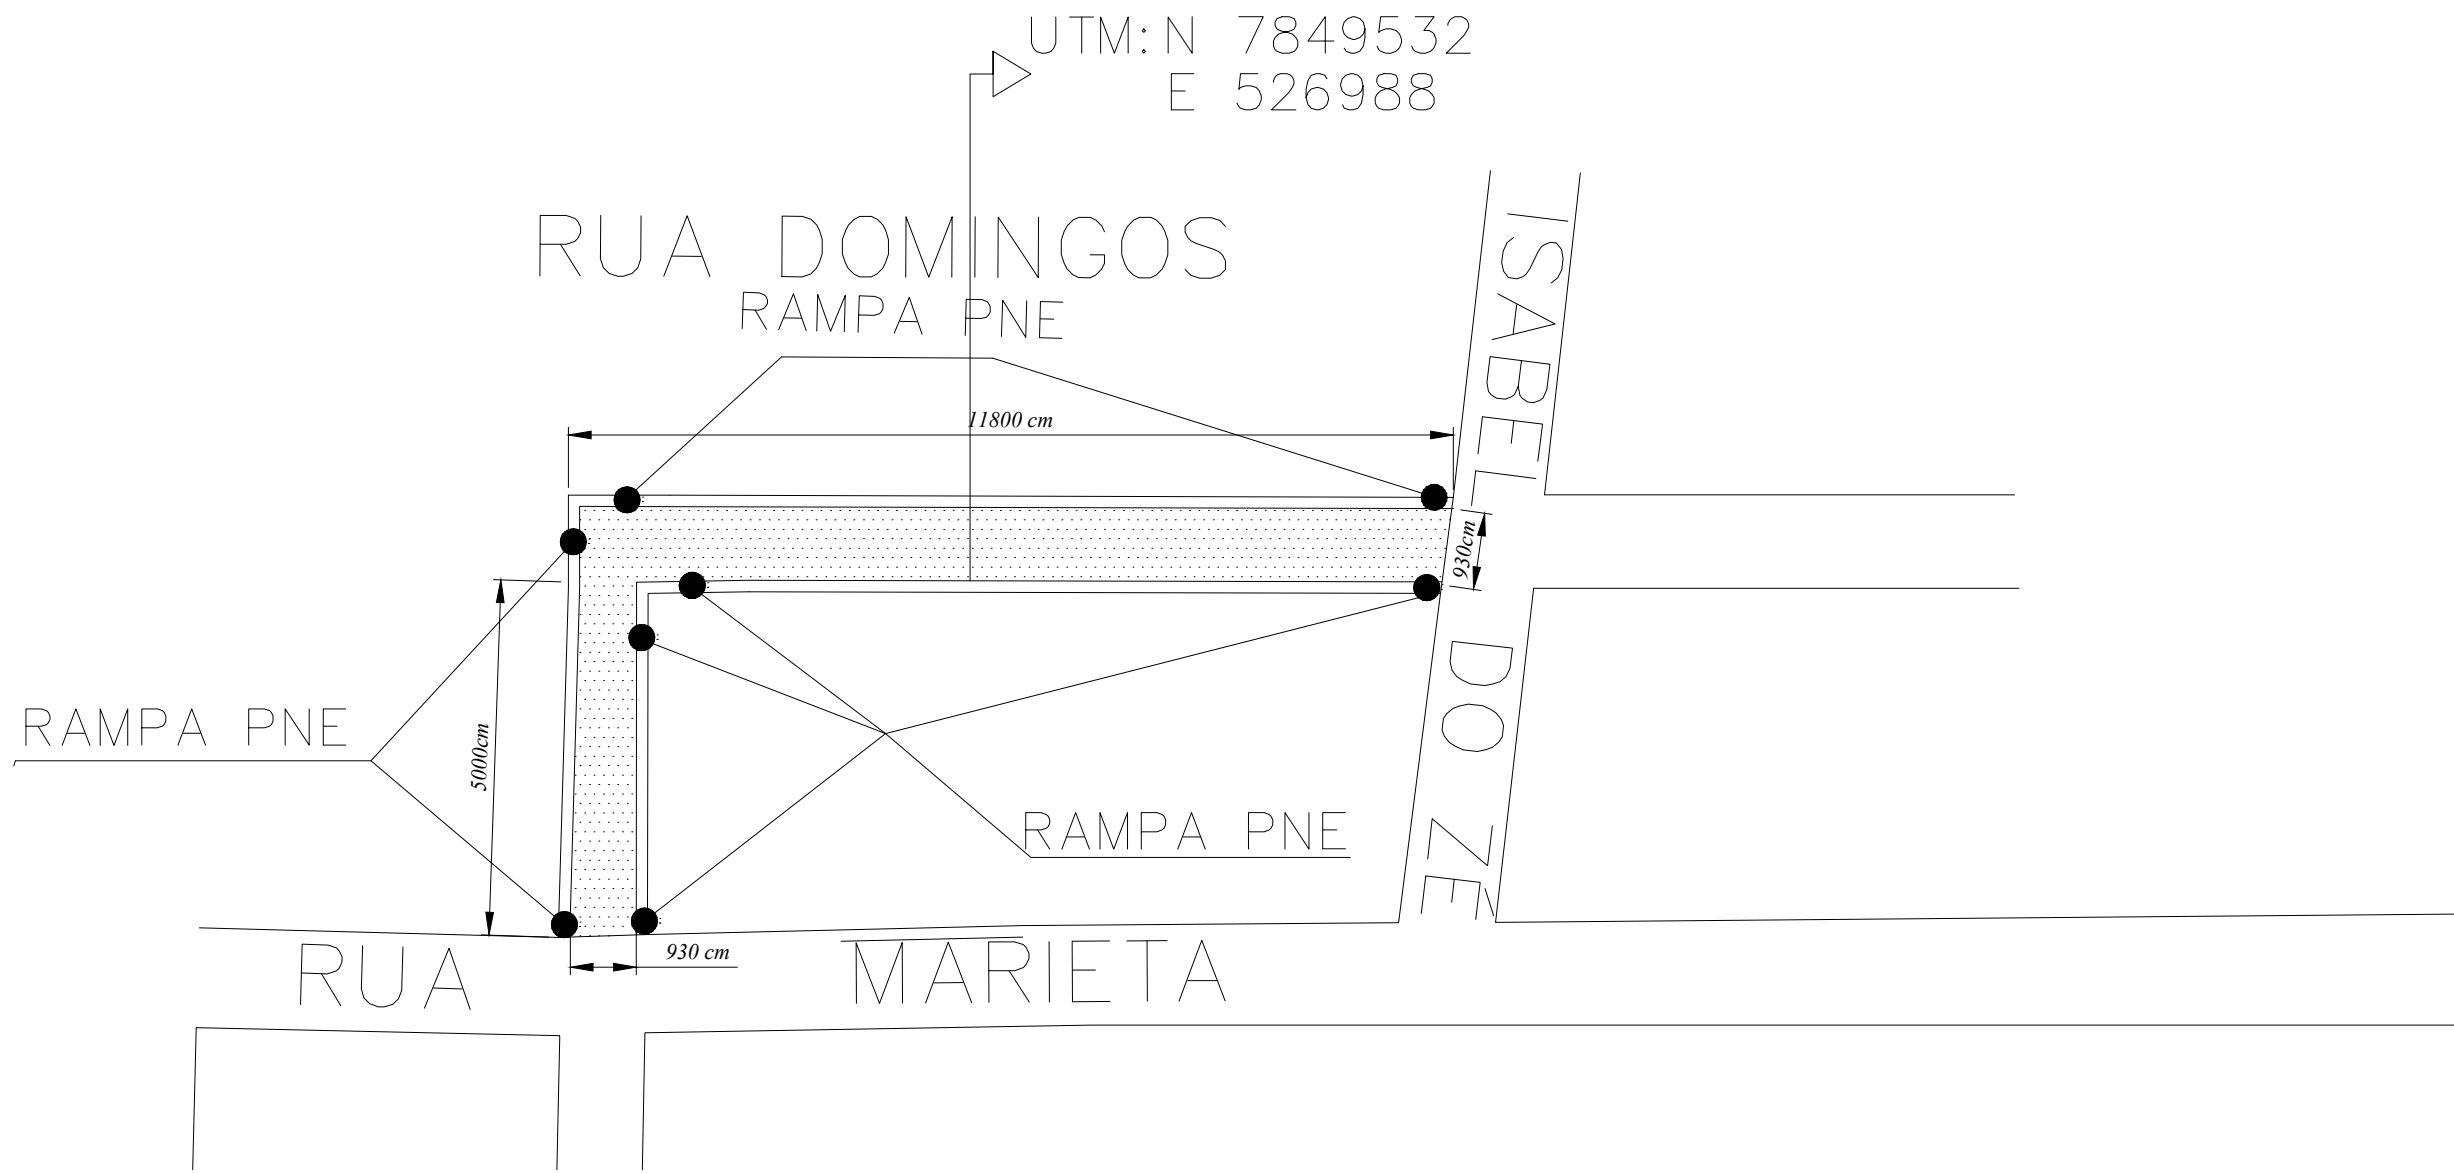 UTM: N 7849532
E 526988
RUA DOMINGOS
RAMPA PNE
11800 cm
ISABEL DO ZÉ
930cm
5000cm
RAMPA PNE
RAMPA PNE
930 cm
RUA MARIETA